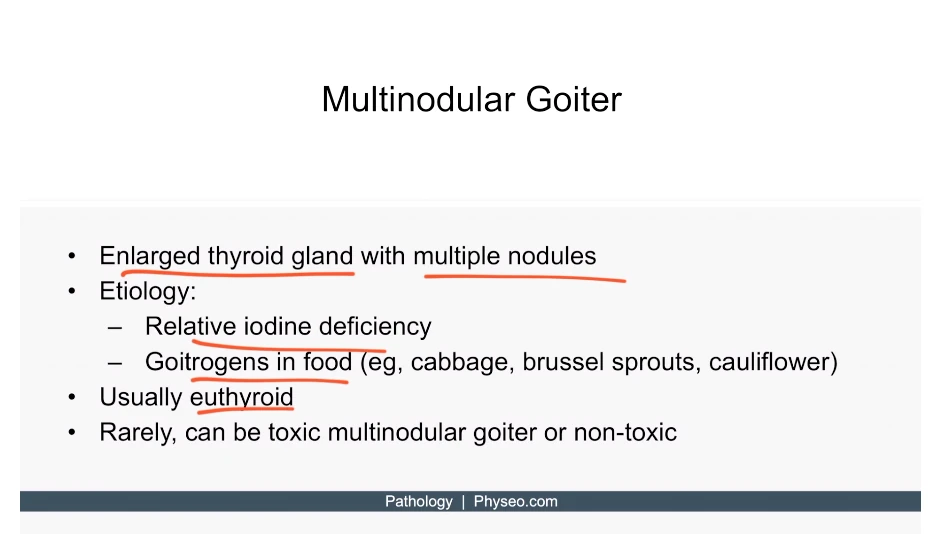 Multinodular Goiter
• Enlarged thyroid gland with multiple nodules
• Etiology:
– Relative iodine deficiency
– Goitrogens in food (eg, cabbage, brussel sprouts, cauliflower)
• Usually euthyroid
• Rarely, can be toxic multinodular goiter or non-toxic
Pathology | Physeo.com